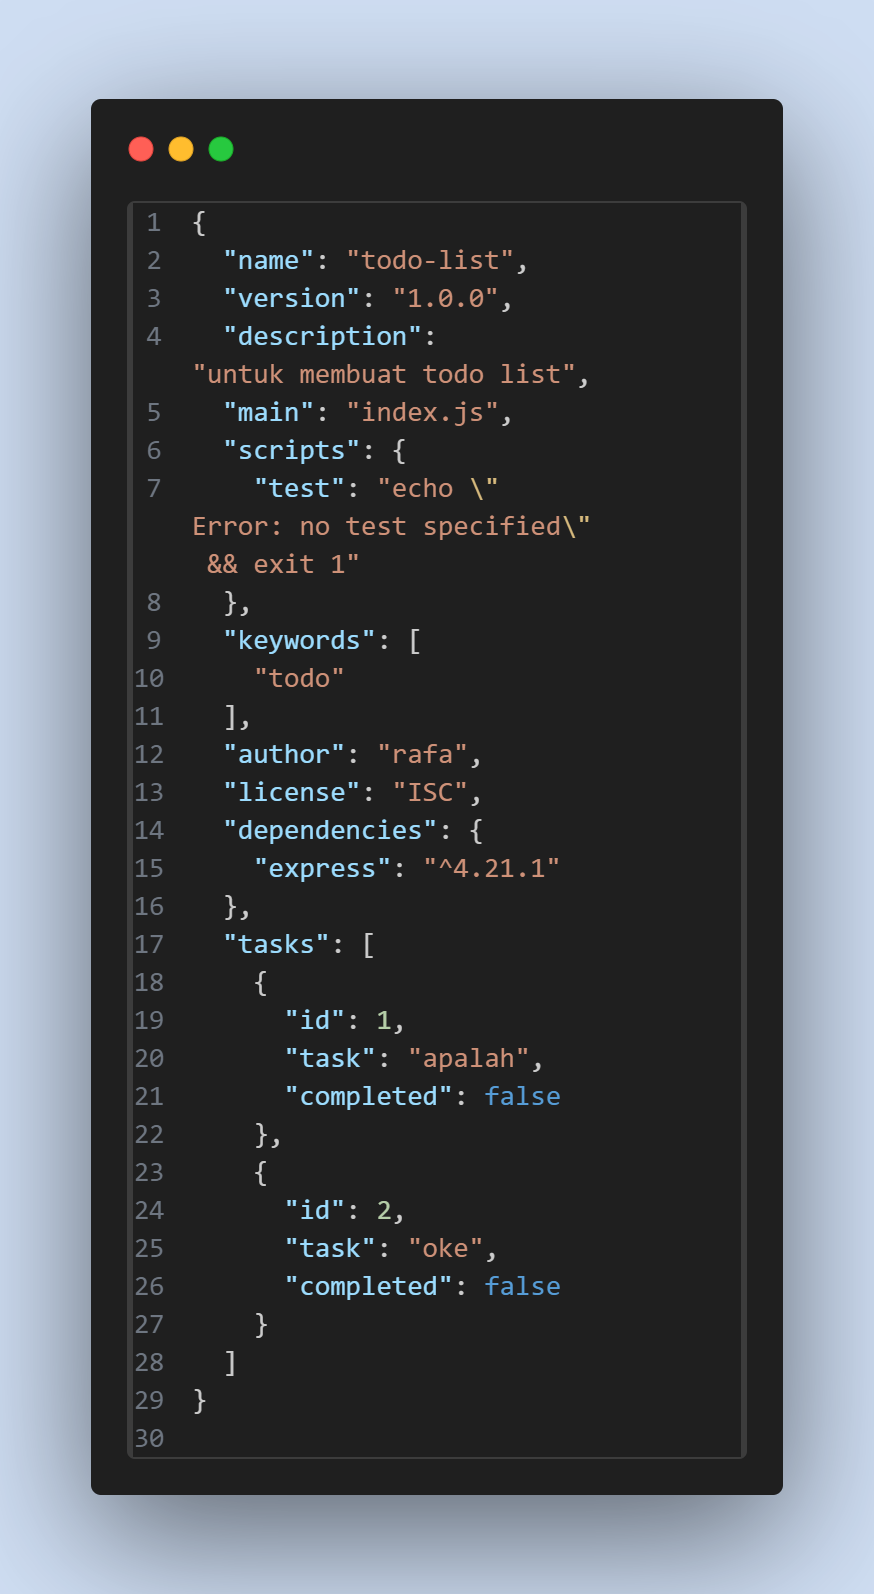 1 {
2   "name": "todo-list",
3   "version": "1.0.0",
4   "description":
"untuk membuat todo list",
5   "main": "index.js",
6   "scripts": {
7     "test": "echo \"
Error: no test specified\"
 && exit 1"
8   },
9   "keywords": [
10     "todo"
11   ],
12   "author": "rafa",
13   "license": "ISC",
14   "dependencies": {
15     "express": "^4.21.1"
16   },
17   "tasks": [
18     {
19       "id": 1,
20       "task": "apalah",
21       "completed": false
22     },
23     {
24       "id": 2,
25       "task": "oke",
26       "completed": false
27     }
28   ]
29 }
30